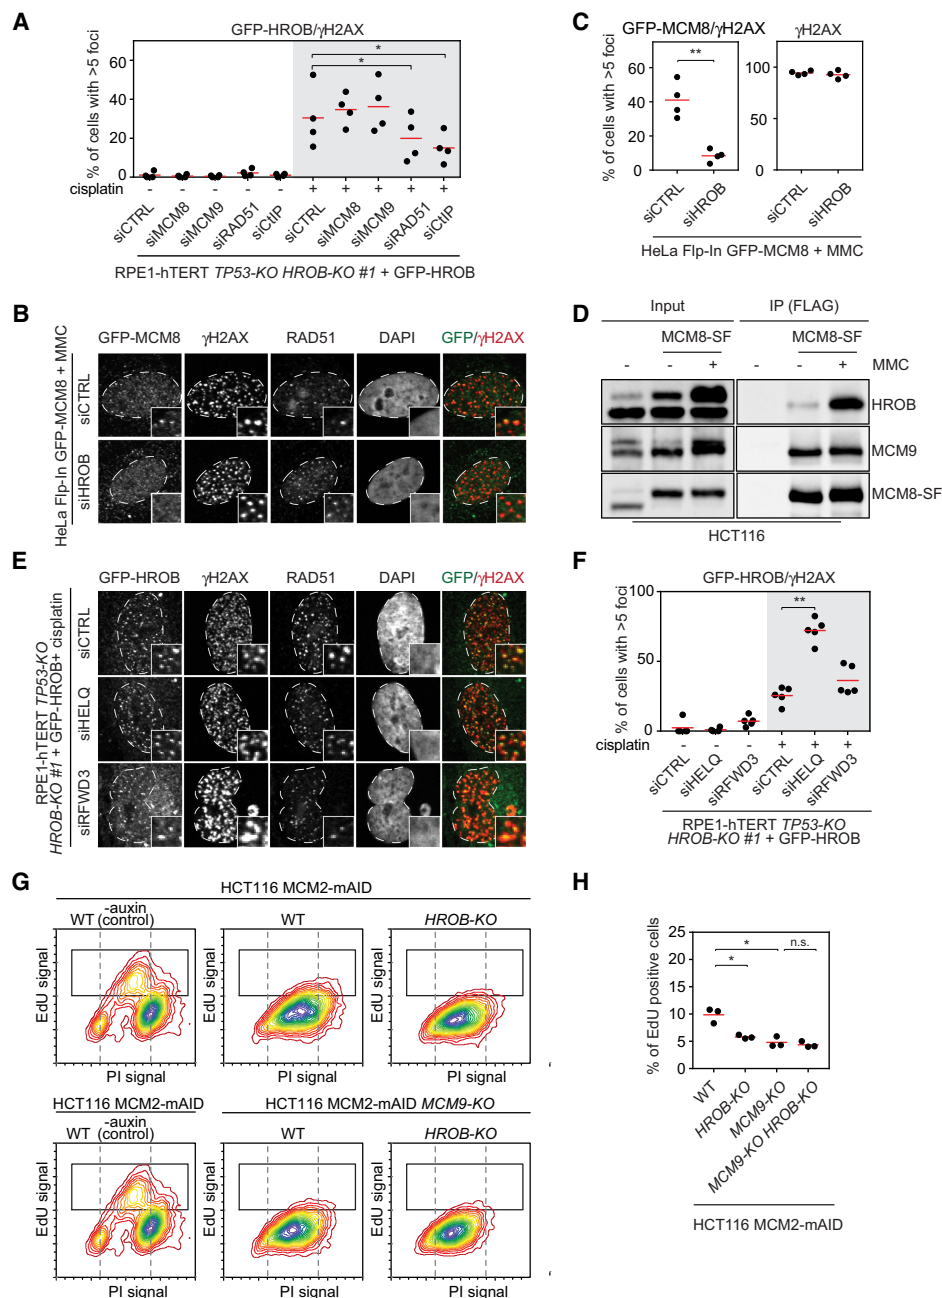 A
GFP-HROB/γH2AX
% of cells with >5 foci
60
40
20
0
*
*
cisplatin - - - - - + + + + +
siCTRL siMCM8 siMCM9 siRAD51 siCtIP siCTRL siMCM8 siMCM9 siRAD51 siCtIP
RPE1-hTERT TP53-KO HROB-KO #1 + GFP-HROB
B
GFP-MCM8 γH2AX RAD51 DAPI GFP/γH2AX
HeLa Flp-In GFP-MCM8 + MMC
siCTRL
siHROB
C
GFP-MCM8/γH2AX γH2AX
% of cells with >5 foci
60
40
20
0
**
100
50
0
siCTRL siHROB siCTRL siHROB
HeLa Flp-In GFP-MCM8 + MMC
D
Input IP (FLAG)
MCM8-SF MCM8-SF
- - + - - + MMC
HROB
MCM9
MCM8-SF
HCT116
E
GFP-HROB γH2AX RAD51 DAPI GFP/γH2AX
RPE1-hTERT TP53-KO
HROB-KO #1 + GFP-HROB+ cisplatin
siCTRL
siHELQ
siRFWD3
F
GFP-HROB/γH2AX
% of cells with >5 foci
100
50
0
**
cisplatin - - - + + +
siCTRL siHELQ siRFWD3 siCTRL siHELQ siRFWD3
RPE1-hTERT TP53-KO
HROB-KO #1 + GFP-HROB
G
HCT116 MCM2-mAID
-auxin
WT (control) WT HROB-KO
EdU signal EdU signal EdU signal
PI signal PI signal PI signal
HCT116 MCM2-mAID HCT116 MCM2-mAID MCM9-KO
-auxin
WT (control) WT HROB-KO
EdU signal EdU signal EdU signal
PI signal PI signal PI signal
H
% of EdU positive cells
25
20
15
10
5
0
* n.s.
*
WT HROB-KO MCM9-KO MCM9-KO HROB-KO
HCT116 MCM2-mAID